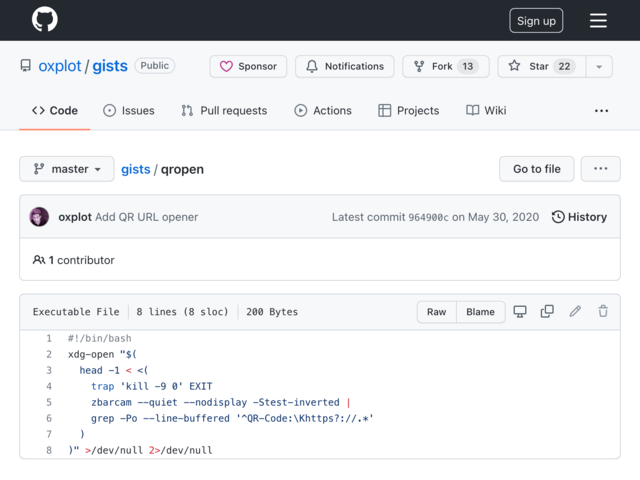 Sign up
oxplot / gists Public
Sponsor Notifications Fork 13 Star 22
Code Issues Pull requests Actions Projects Wiki ...
master gists / qropen Go to file ...
oxplot Add QR URL opener Latest commit 964900c on May 30, 2020 History
1 contributor
Executable File 8 lines (8 sloc) 200 Bytes Raw Blame
1 #!/bin/bash
2 xdg-open "$(
3   head -1 < <(
4     trap 'kill -9 0' EXIT
5     zbarcam --quiet --nodisplay -Stest-inverted |
6     grep -Po --line-buffered '^QR-Code:\Khttps?://.*'
7   )
8 )" >/dev/null 2>/dev/null